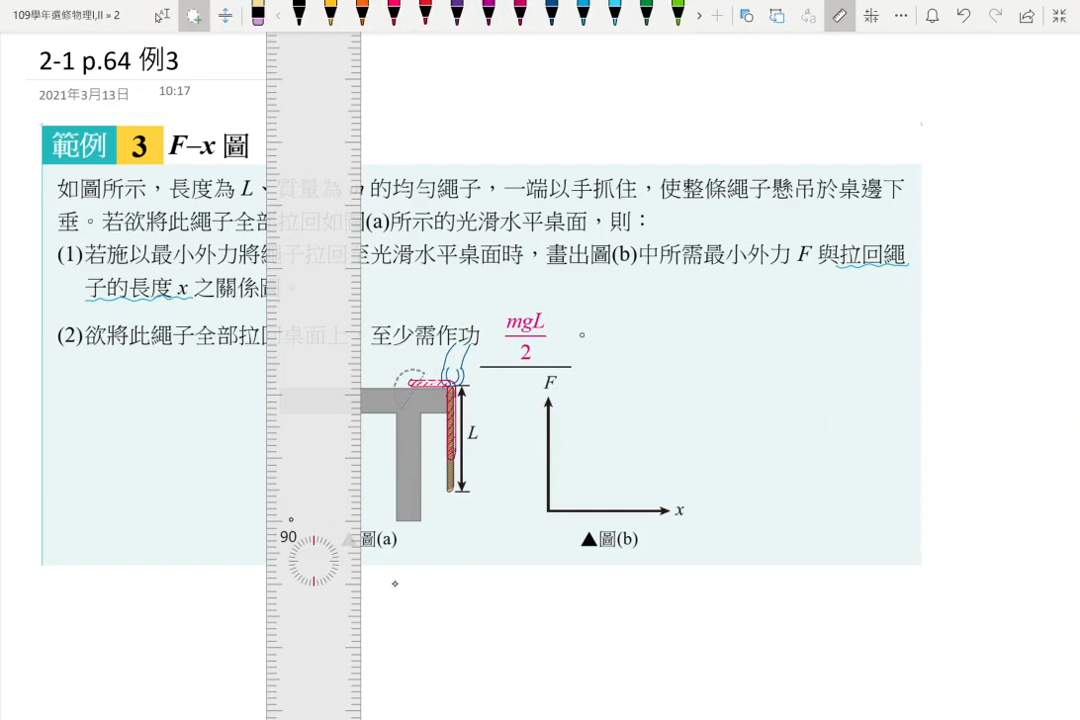 109學年選修物理I,II » 2
2-1 p.64 例3
2021年3月13日 10:17
範例 3 F–x 圖
如圖所示，長度為 L、質量為 m 的均勻繩子，一端以手抓住，使整條繩子懸吊於桌邊下
垂。若欲將此繩子全部拉回如圖(a)所示的光滑水平桌面，則：
(1)若施以最小外力將繩子拉回至光滑水平桌面時，畫出圖(b)中所需最小外力 F 與拉回繩
子的長度 x 之關係圖。
(2)欲將此繩子全部拉回桌面上，至少需作功 mgL/2 。
F
L
x
90°
▲圖(a) ▲圖(b)